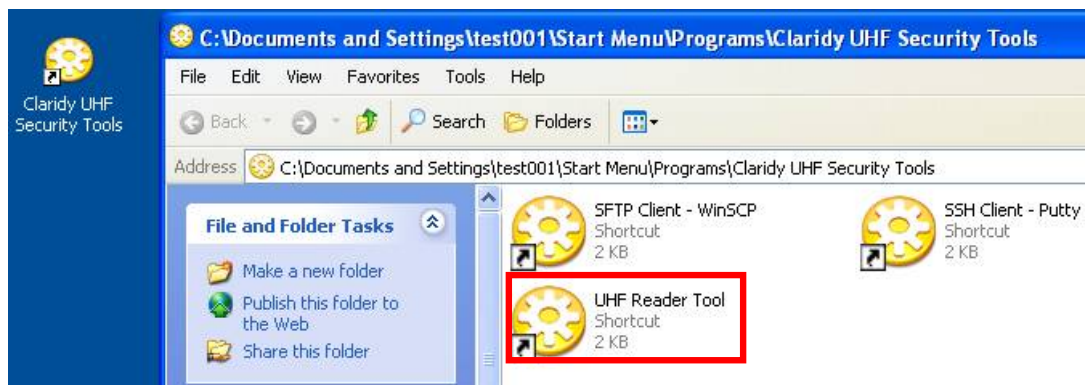 Claridy UHF
Security Tools
C:\Documents and Settings\test001\Start Menu\Programs\Claridy UHF Security Tools
File Edit View Favorites Tools Help
Back Search Folders
Address C:\Documents and Settings\test001\Start Menu\Programs\Claridy UHF Security Tools
File and Folder Tasks
Make a new folder
Publish this folder to
the Web
Share this folder
SFTP Client - WinSCP
Shortcut
2 KB
SSH Client - Putty
Shortcut
2 KB
UHF Reader Tool
Shortcut
2 KB